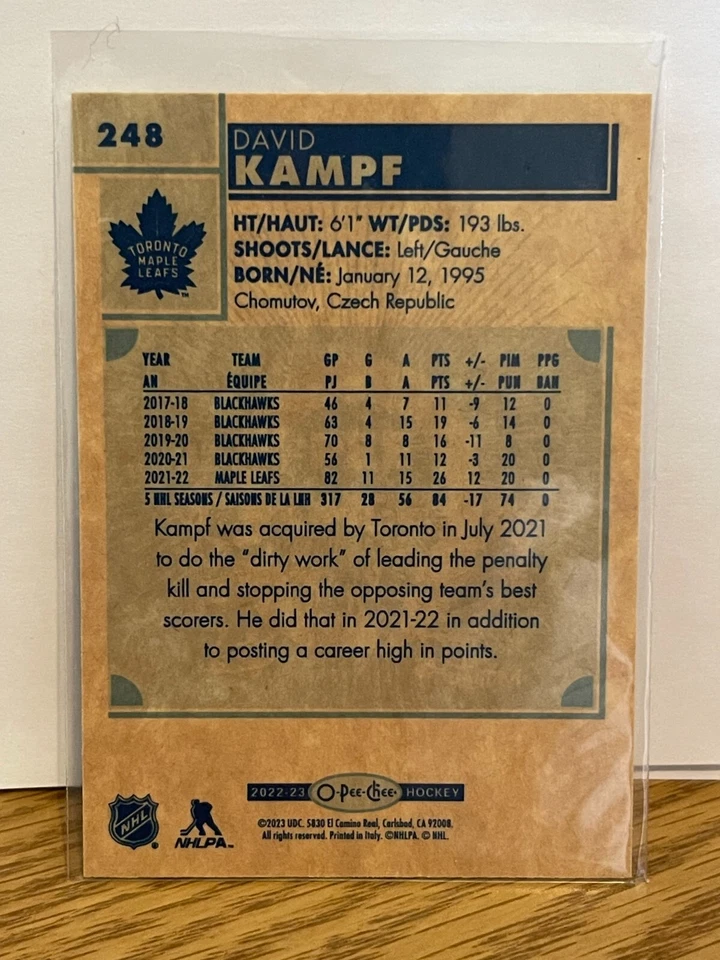 248
DAVID
KAMPF
TORONTO
MAPLE
LEAFS
TM
HT/HAUT: 6'1" WT/PDS: 193 lbs.
SHOOTS/LANCE: Left/Gauche
BORN/NÉ: January 12, 1995
Chomutov, Czech Republic
YEAR TEAM GP G A PTS +/- PIM PPG
AN ÉQUIPE PJ B A PTS +/- PUN BAN
2017-18 BLACKHAWKS 46 4 7 11 -9 12 0
2018-19 BLACKHAWKS 63 4 15 19 -6 14 0
2019-20 BLACKHAWKS 70 8 8 16 -11 8 0
2020-21 BLACKHAWKS 56 1 11 12 -3 20 0
2021-22 MAPLE LEAFS 82 11 15 26 12 20 0
5 NHL SEASONS / SAISONS DE LA LNH 317 28 56 84 -17 74 0
Kampf was acquired by Toronto in July 2021
to do the "dirty work" of leading the penalty
kill and stopping the opposing team's best
scorers. He did that in 2021-22 in addition
to posting a career high in points.
2022-23 O-Pee-Chee HOCKEY
NHL ®
NHLPA™
©2023 UDC. 5830 El Camino Real, Carlsbad, CA 92008.
All rights reserved. Printed in Italy. ©NHLPA. © NHL.